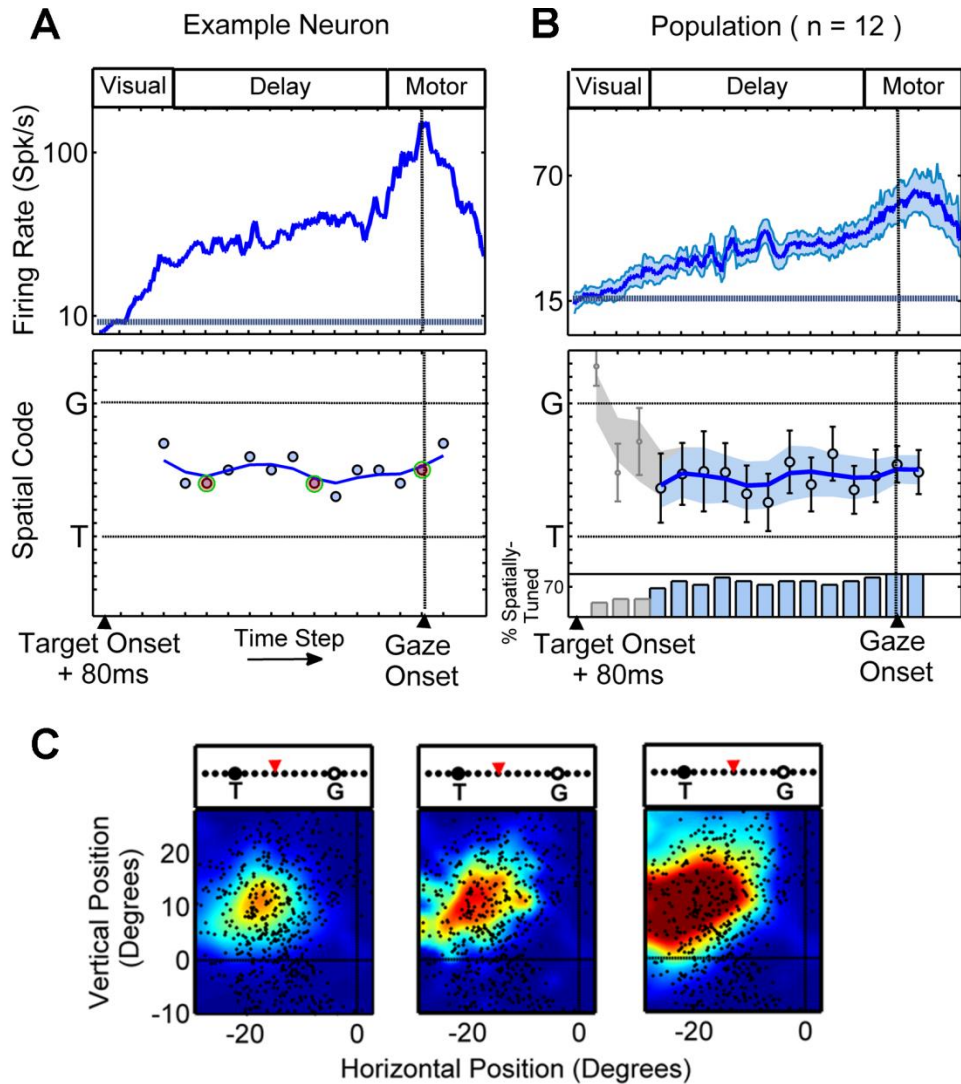 A
Example Neuron
Visual
Delay
Motor
Firing Rate (Spk/s)
100
10
Spatial Code
G
T
Target Onset
+ 80ms
Time Step
Gaze
Onset
B
Population ( n = 12 )
Visual
Delay
Motor
70
15
G
T
% Spatially-
Tuned
70
Target Onset
+ 80ms
Gaze
Onset
C
T
G
T
G
T
G
Vertical Position
(Degrees)
20
10
0
-10
-20
0
-20
0
-20
0
Horizontal Position (Degrees)